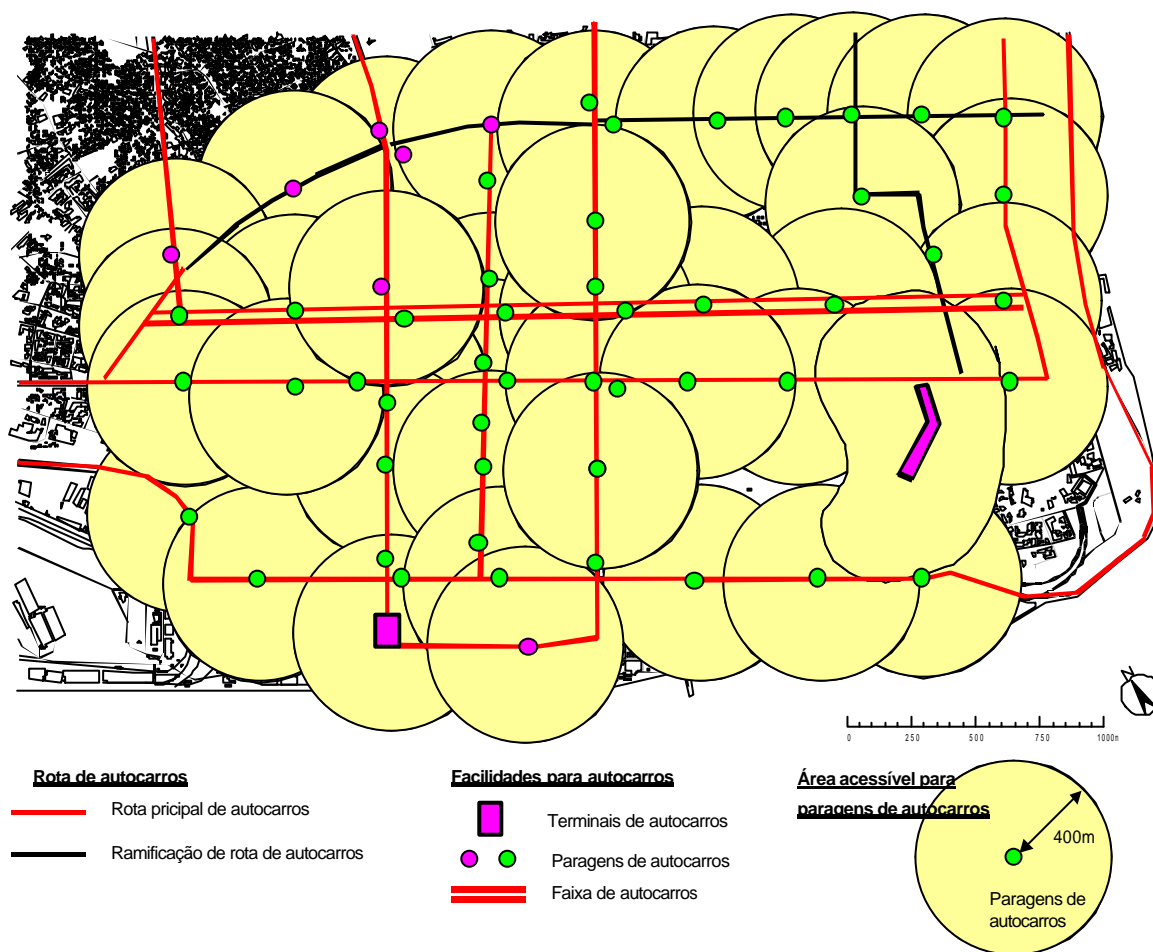 0 250 500 750 1000n
Rota de autocarros
Rota pricipal de autocarros
Ramificação de rota de autocarros
Facilidades para autocarros
Terminais de autocarros
Paragens de autocarros
Faixa de autocarros
Área acessível para
paragens de autocarros
400m
Paragens de
autocarros